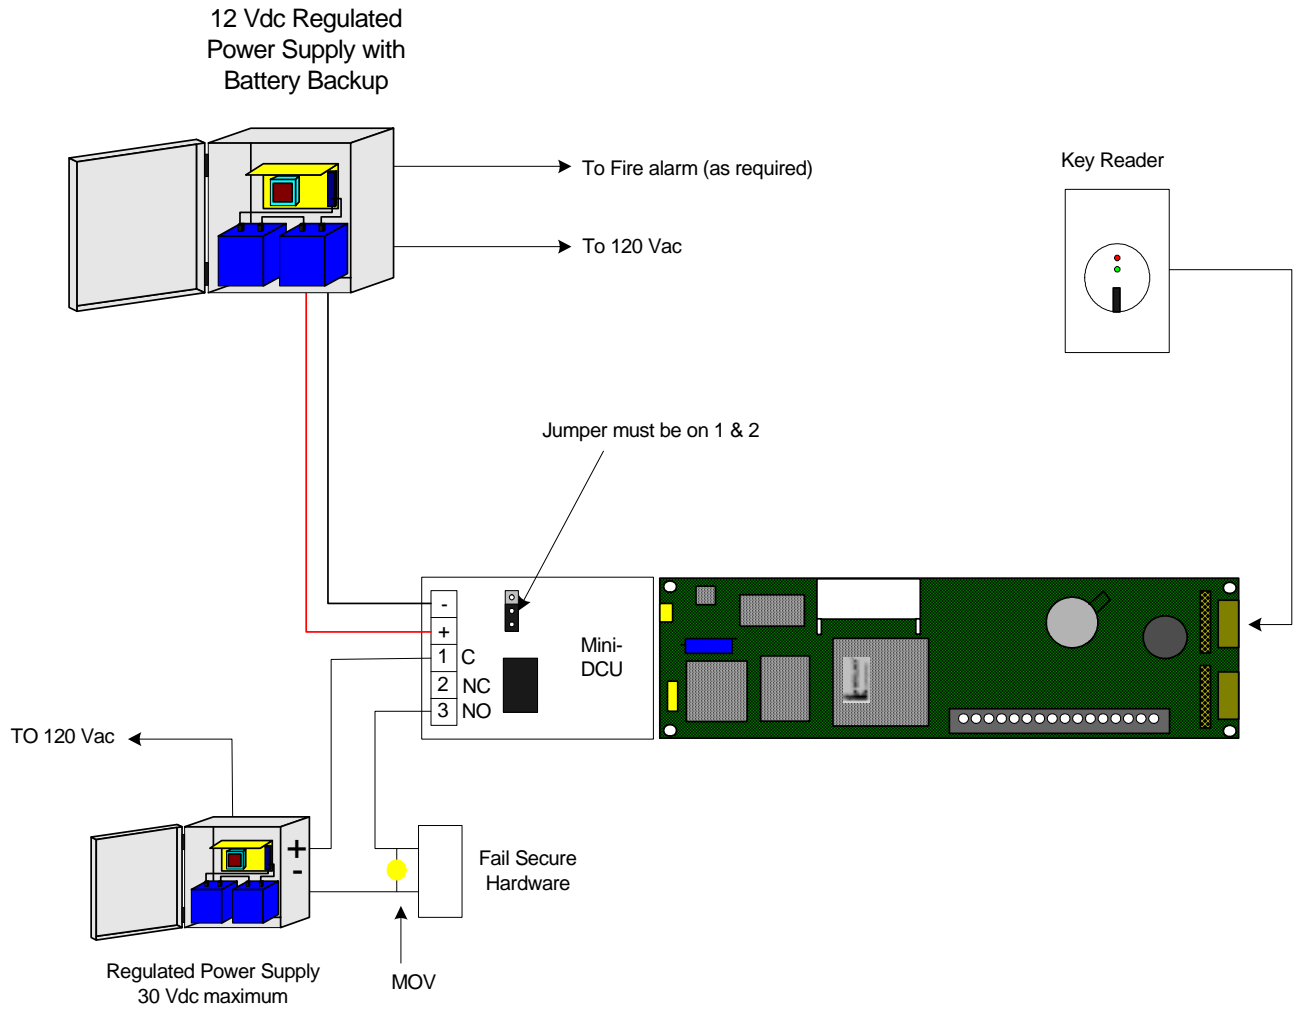 12 Vdc Regulated
Power Supply with
Battery Backup
To Fire alarm (as required)
To 120 Vac
Key Reader
Jumper must be on 1 & 2
-
+
1 C
2 NC
3 NO
Mini-
DCU
TO 120 Vac
+
-
Fail Secure
Hardware
MOV
Regulated Power Supply
30 Vdc maximum